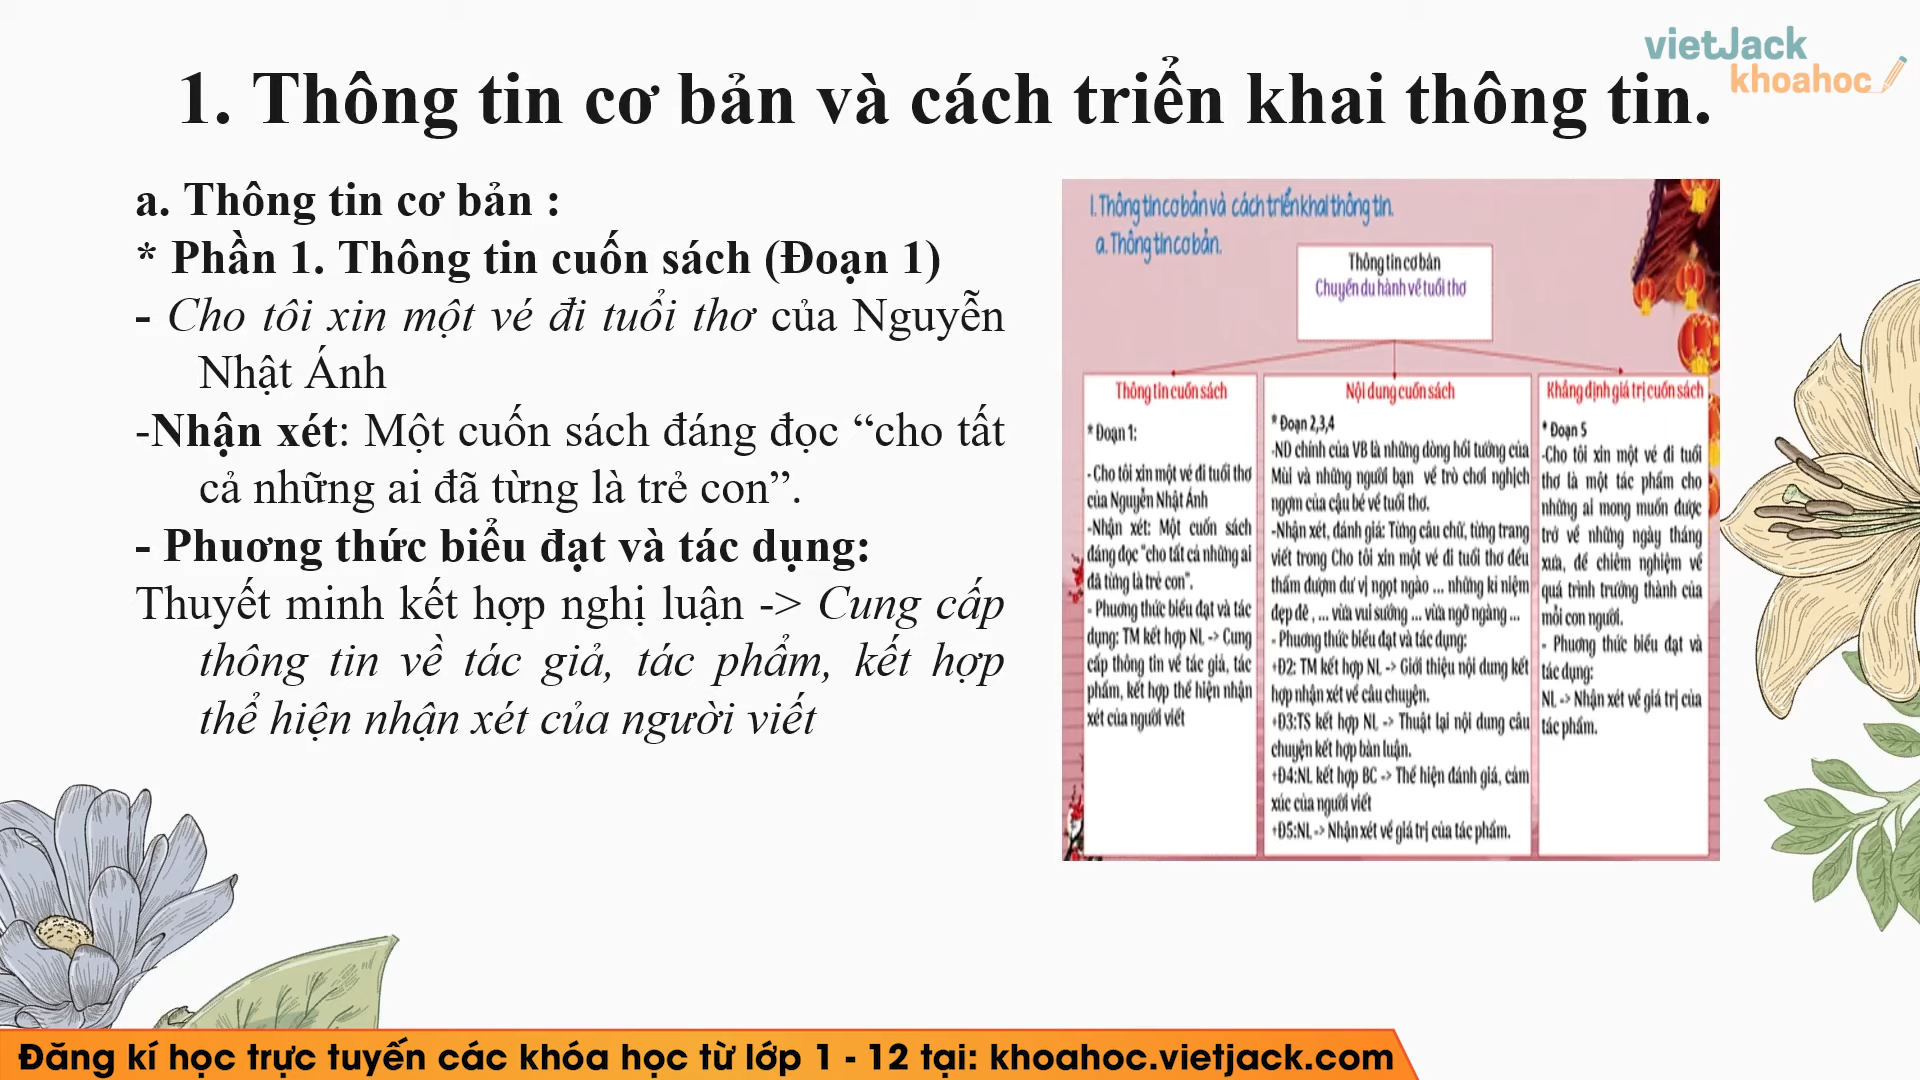 vietJack
khoahoc
1. Thông tin cơ bản và cách triển khai thông tin.
a. Thông tin cơ bản :
* Phần 1. Thông tin cuốn sách (Đoạn 1)
- Cho tôi xin một vé đi tuổi thơ của Nguyễn
Nhật Ánh
-Nhận xét: Một cuốn sách đáng đọc “cho tất
cả những ai đã từng là trẻ con”.
- Phương thức biểu đạt và tác dụng:
Thuyết minh kết hợp nghị luận -> Cung cấp
thông tin về tác giả, tác phẩm, kết hợp
thể hiện nhận xét của người viết
1. Thông tin cơ bản và cách triển khai thông tin.
a. Thông tin cơ bản.
Thông tin cơ bản
Chuyến du hành về tuổi thơ
Thông tin cuốn sách
* Đoạn 1:
- Cho tôi xin một vé đi tuổi thơ
của Nguyễn Nhật Ánh
-Nhận xét: Một cuốn sách
đáng đọc "cho tất cả những ai
đã từng là trẻ con".
- Phương thức biểu đạt và tác
dụng: TM kết hợp NL -> Cung
cấp thông tin về tác giả, tác
phẩm, kết hợp thể hiện nhận
xét của người viết
Nội dung cuốn sách
* Đoạn 2,3,4
-ND chính của VB là những dòng hồi tưởng của
Mùi và những người bạn về trò chơi nghịch
ngợm của cậu bé về tuổi thơ.
-Nhận xét, đánh giá: Từng câu chữ, từng trang
viết trong Cho tôi xin một vé đi tuổi thơ đều
thấm đượm dư vị ngọt ngào ... những kỉ niệm
đẹp đẽ , ... vừa vui sướng ... vừa ngỡ ngàng ...
- Phương thức biểu đạt và tác dụng:
+Đ2: TM kết hợp NL -> Giới thiệu nội dung kết
hợp nhận xét về câu chuyện.
+Đ3:TS kết hợp NL -> Thuật lại nội dung câu
chuyện kết hợp bàn luận.
+Đ4:NL kết hợp BC -> Thể hiện đánh giá, cảm
xúc của người viết
+Đ5:NL -> Nhận xét về giá trị của tác phẩm.
Khẳng định giá trị cuốn sách
* Đoạn 5
-Cho tôi xin một vé đi tuổi
thơ là một tác phẩm cho
những ai mong muốn được
trở về những ngày tháng
xưa, để chiêm nghiệm về
quá trình trưởng thành của
mỗi con người.
- Phương thức biểu đạt và
tác dụng:
NL -> Nhận xét về giá trị của
tác phẩm.
Đăng kí học trực tuyến các khóa học từ lớp 1 - 12 tại: khoahoc.vietjack.com